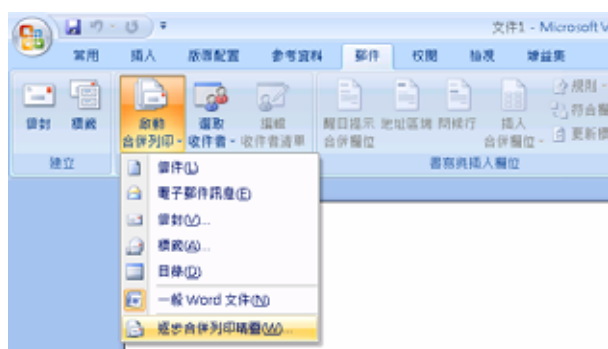 文件1 - Microsoft W
常用 插入 版面配置 參考資料 郵件 校閱 檢視 增益集
信封 標籤 啟動 合併列印 選取 收件者 編輯 收件者清單 醒目提示 合併欄位 地址區塊 問候行 插入 合併欄位 規則
符合欄
更新標
建立 書寫與插入欄位
信件(L)
電子郵件訊息(E)
信封(V)...
標籤(A)...
目錄(D)
一般 Word 文件(N)
逐步合併列印精靈(W)...